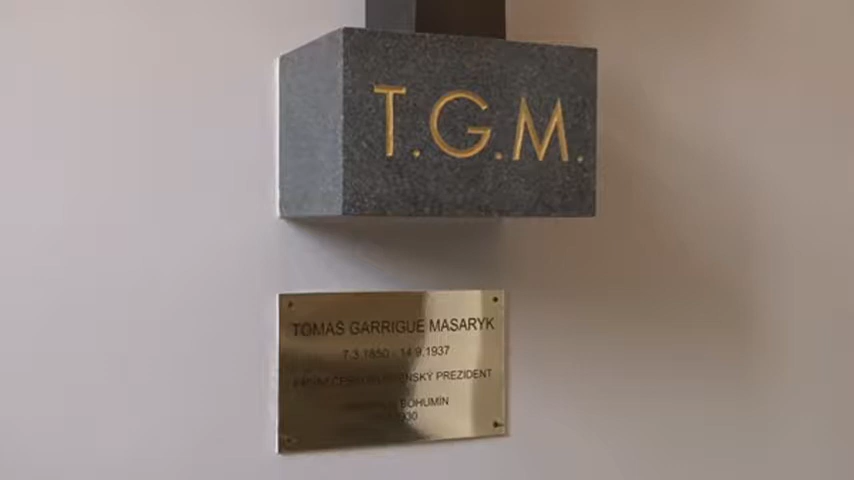 T.G.M.
TOMÁŠ GARRIGUE MASARYK
7.3.1850 - 14.9.1937
PREZIDENT
BOHUMÍN